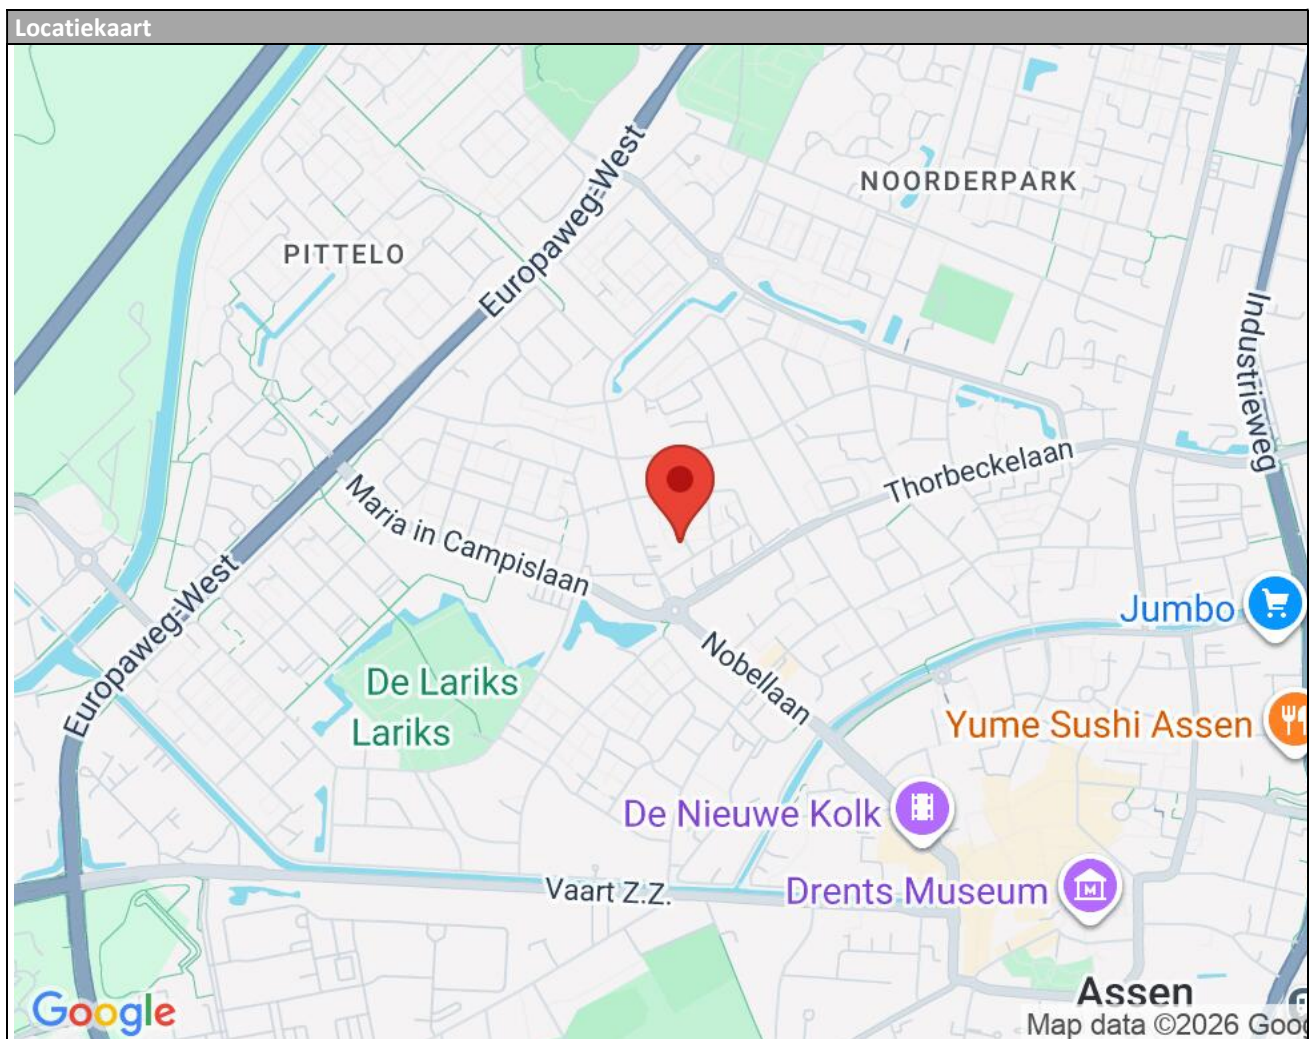 Locatiekaart
NOORDERPARK
PITTELO
Europaweg-West
Industrieweg
Thorbeckelaan
Maria in Campislaan
Europaweg-West
Jumbo
Nobellaan
De Lariks
Lariks
Yume Sushi Assen
De Nieuwe Kolk
Vaart Z.Z.
Drents Museum
Assen
Google
Map data ©2026 Goog